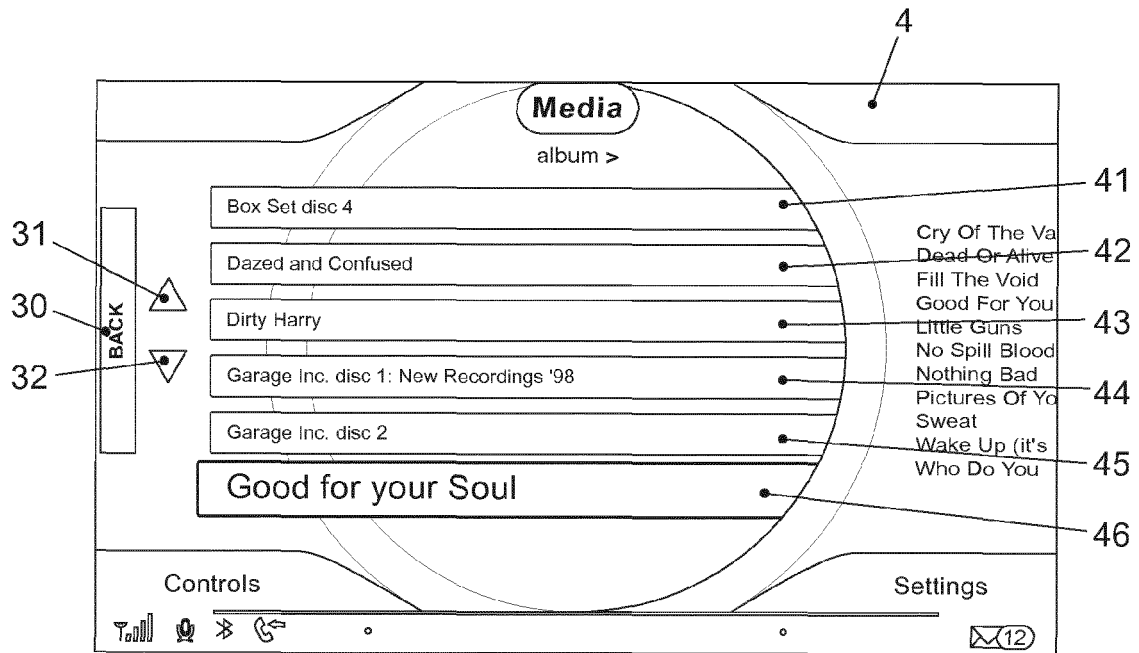 4
Media
album >
41
42
43
44
45
46
31
30
32
BACK
Box Set disc 4
Dazed and Confused
Dirty Harry
Garage Inc. disc 1: New Recordings '98
Garage Inc. disc 2
Good for your Soul
Cry Of The Va
Dead Or Alive
Fill The Void
Good For You
Little Guns
No Spill Blood
Nothing Bad
Pictures Of Yo
Sweat
Wake Up (it's
Who Do You
Controls
Settings
12